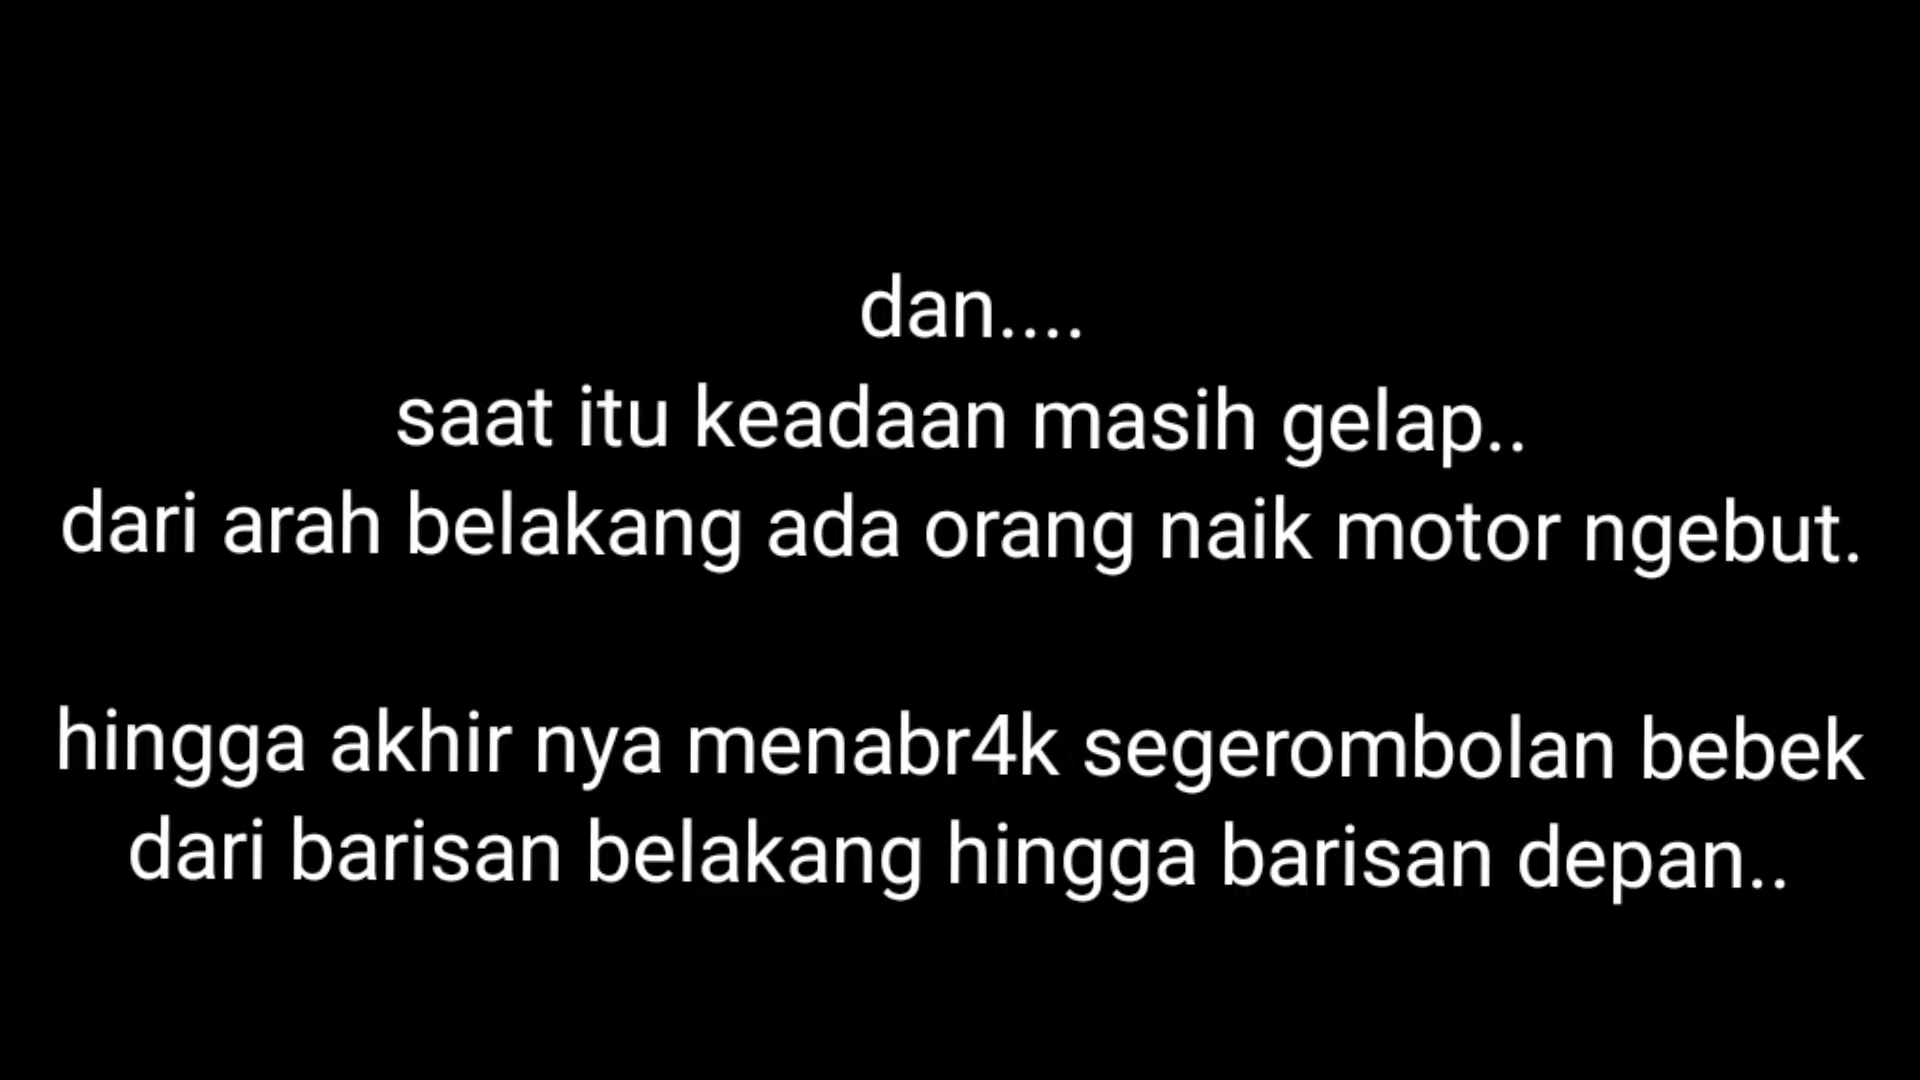 dan....
saat itu keadaan masih gelap..
dari arah belakang ada orang naik motor ngebut.
hingga akhir nya menabr4k segerombolan bebek
dari barisan belakang hingga barisan depan..